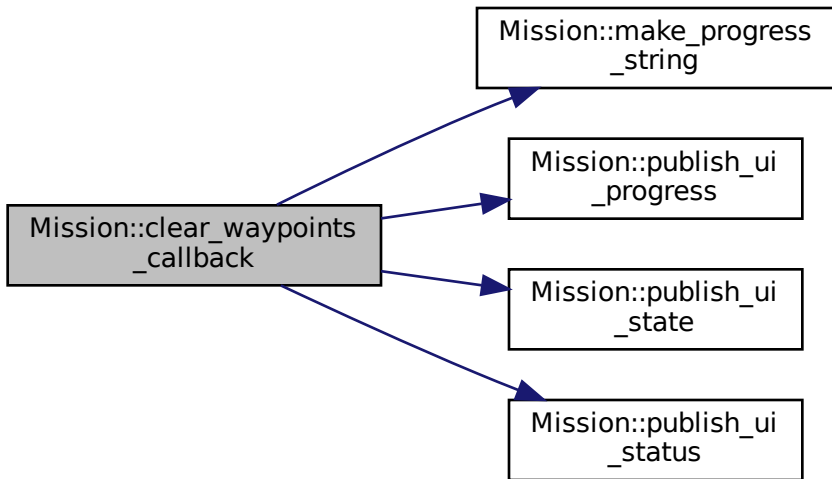 Mission::make_progress
_string
Mission::publish_ui
_progress
Mission::clear_waypoints
_callback
Mission::publish_ui
_state
Mission::publish_ui
_status